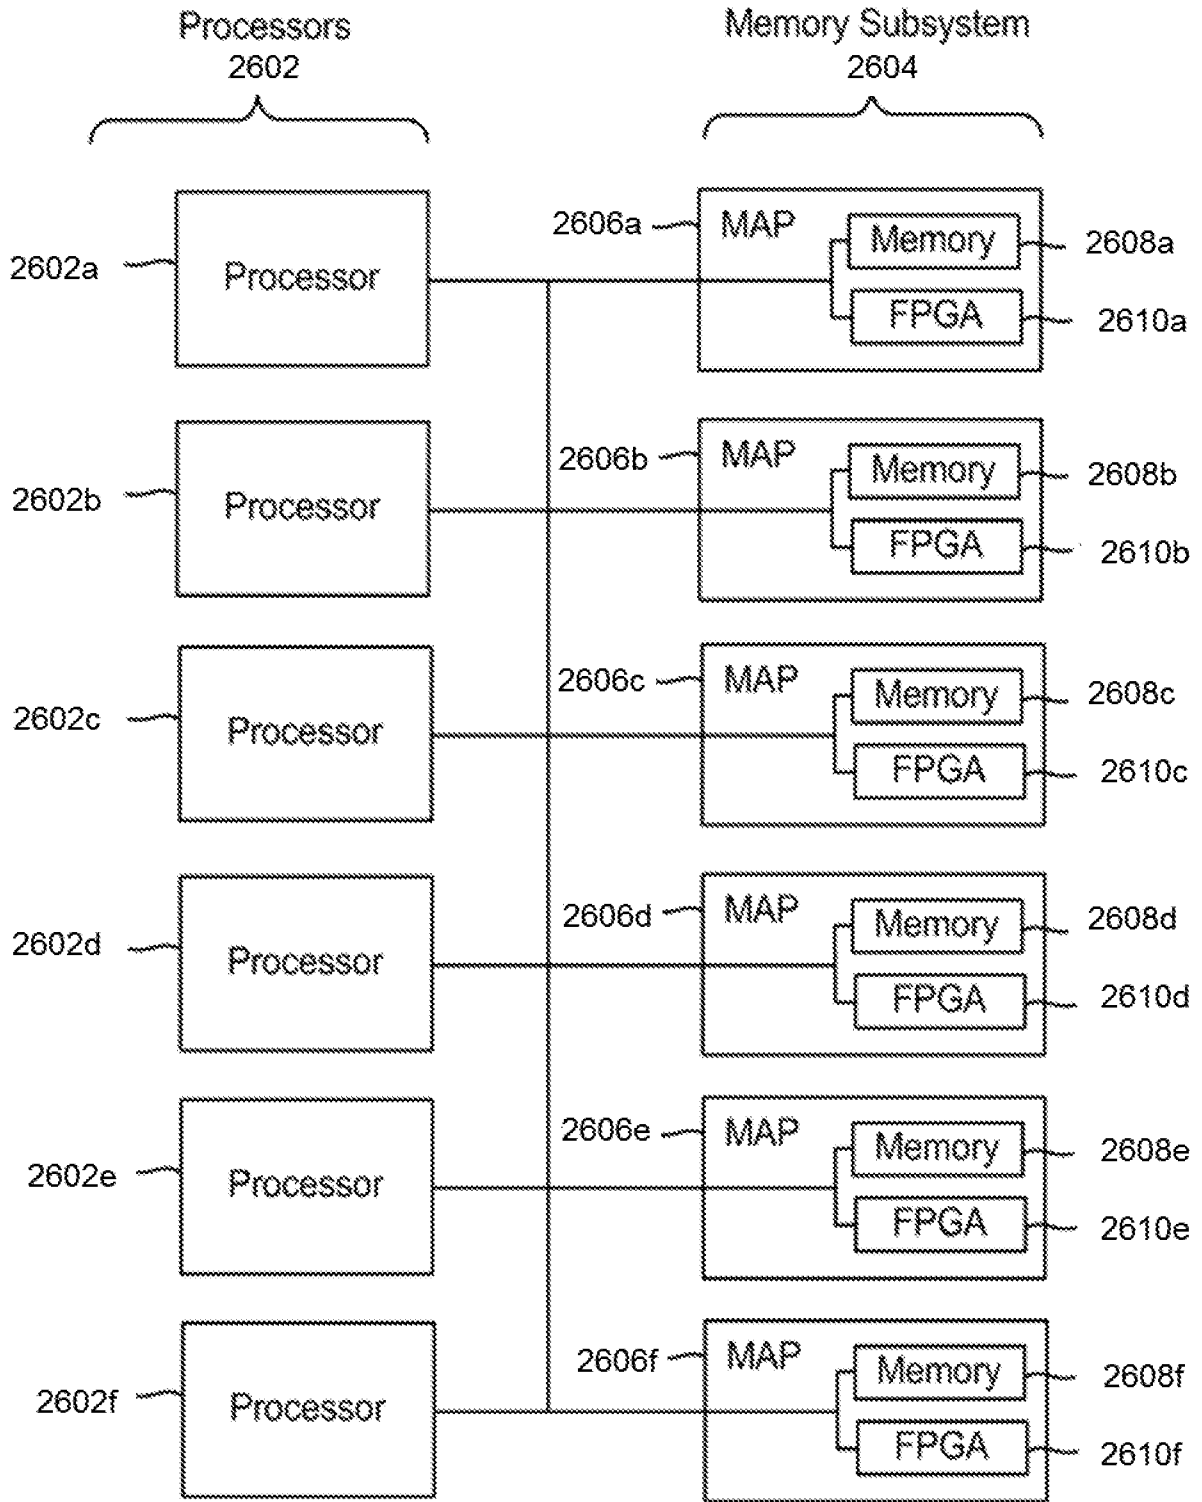 Processors
2602
Memory Subsystem
2604
2602a
Processor
2606a
MAP
Memory
2608a
FPGA
2610a
2602b
Processor
2606b
MAP
Memory
2608b
FPGA
2610b
2602c
Processor
2606c
MAP
Memory
2608c
FPGA
2610c
2602d
Processor
2606d
MAP
Memory
2608d
FPGA
2610d
2602e
Processor
2606e
MAP
Memory
2608e
FPGA
2610e
2602f
Processor
2606f
MAP
Memory
2608f
FPGA
2610f